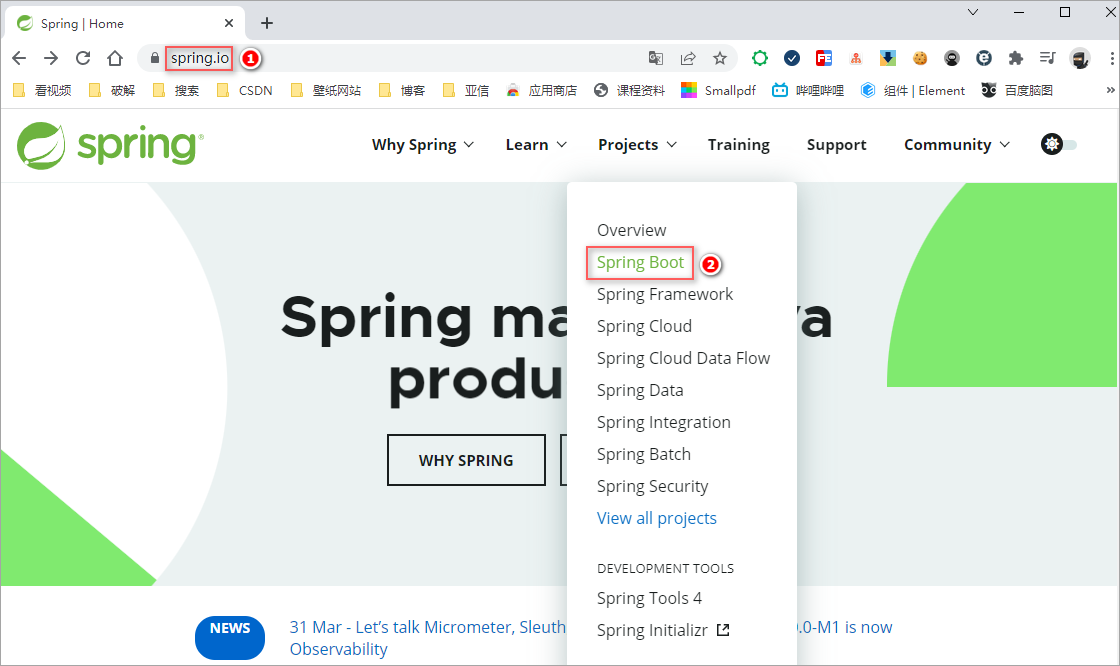 Spring | Home
spring.io
1
看视频
破解
搜索
CSDN
壁纸网站
博客
亚信
应用商店
课程资料
Smallpdf
哔哩哔哩
组件 | Element
百度脑图
spring
Why Spring
Learn
Projects
Training
Support
Community
Overview
Spring Boot
2
Spring Framework
Spring Cloud
Spring Cloud Data Flow
Spring Data
Spring Integration
Spring Batch
Spring Security
View all projects
DEVELOPMENT TOOLS
Spring Tools 4
Spring Initializr
Spring ma
va
produ
WHY SPRING
NEWS
31 Mar - Let’s talk Micrometer, Sleuth
.0-M1 is now
Observability